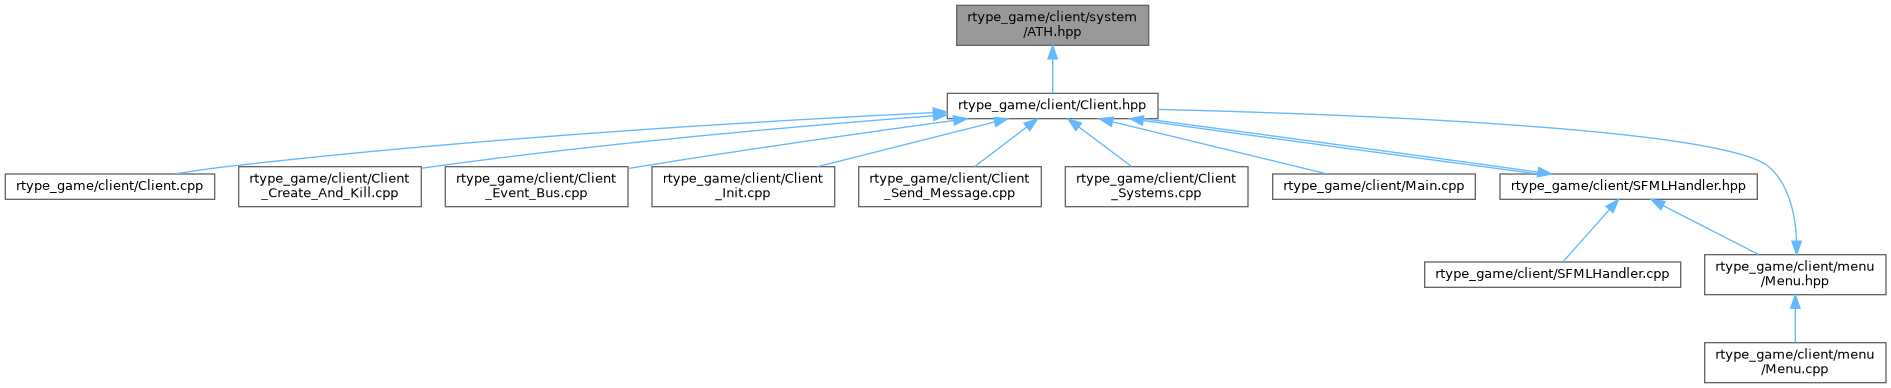 rtype_game/client/system
/ATH.hpp
rtype_game/client/Client.hpp
rtype_game/client/Client.cpp
rtype_game/client/Client
_Create_And_Kill.cpp
rtype_game/client/Client
_Event_Bus.cpp
rtype_game/client/Client
_Init.cpp
rtype_game/client/Client
_Send_Message.cpp
rtype_game/client/Client
_Systems.cpp
rtype_game/client/Main.cpp
rtype_game/client/SFMLHandler.hpp
rtype_game/client/SFMLHandler.cpp
rtype_game/client/menu
/Menu.hpp
rtype_game/client/menu
/Menu.cpp